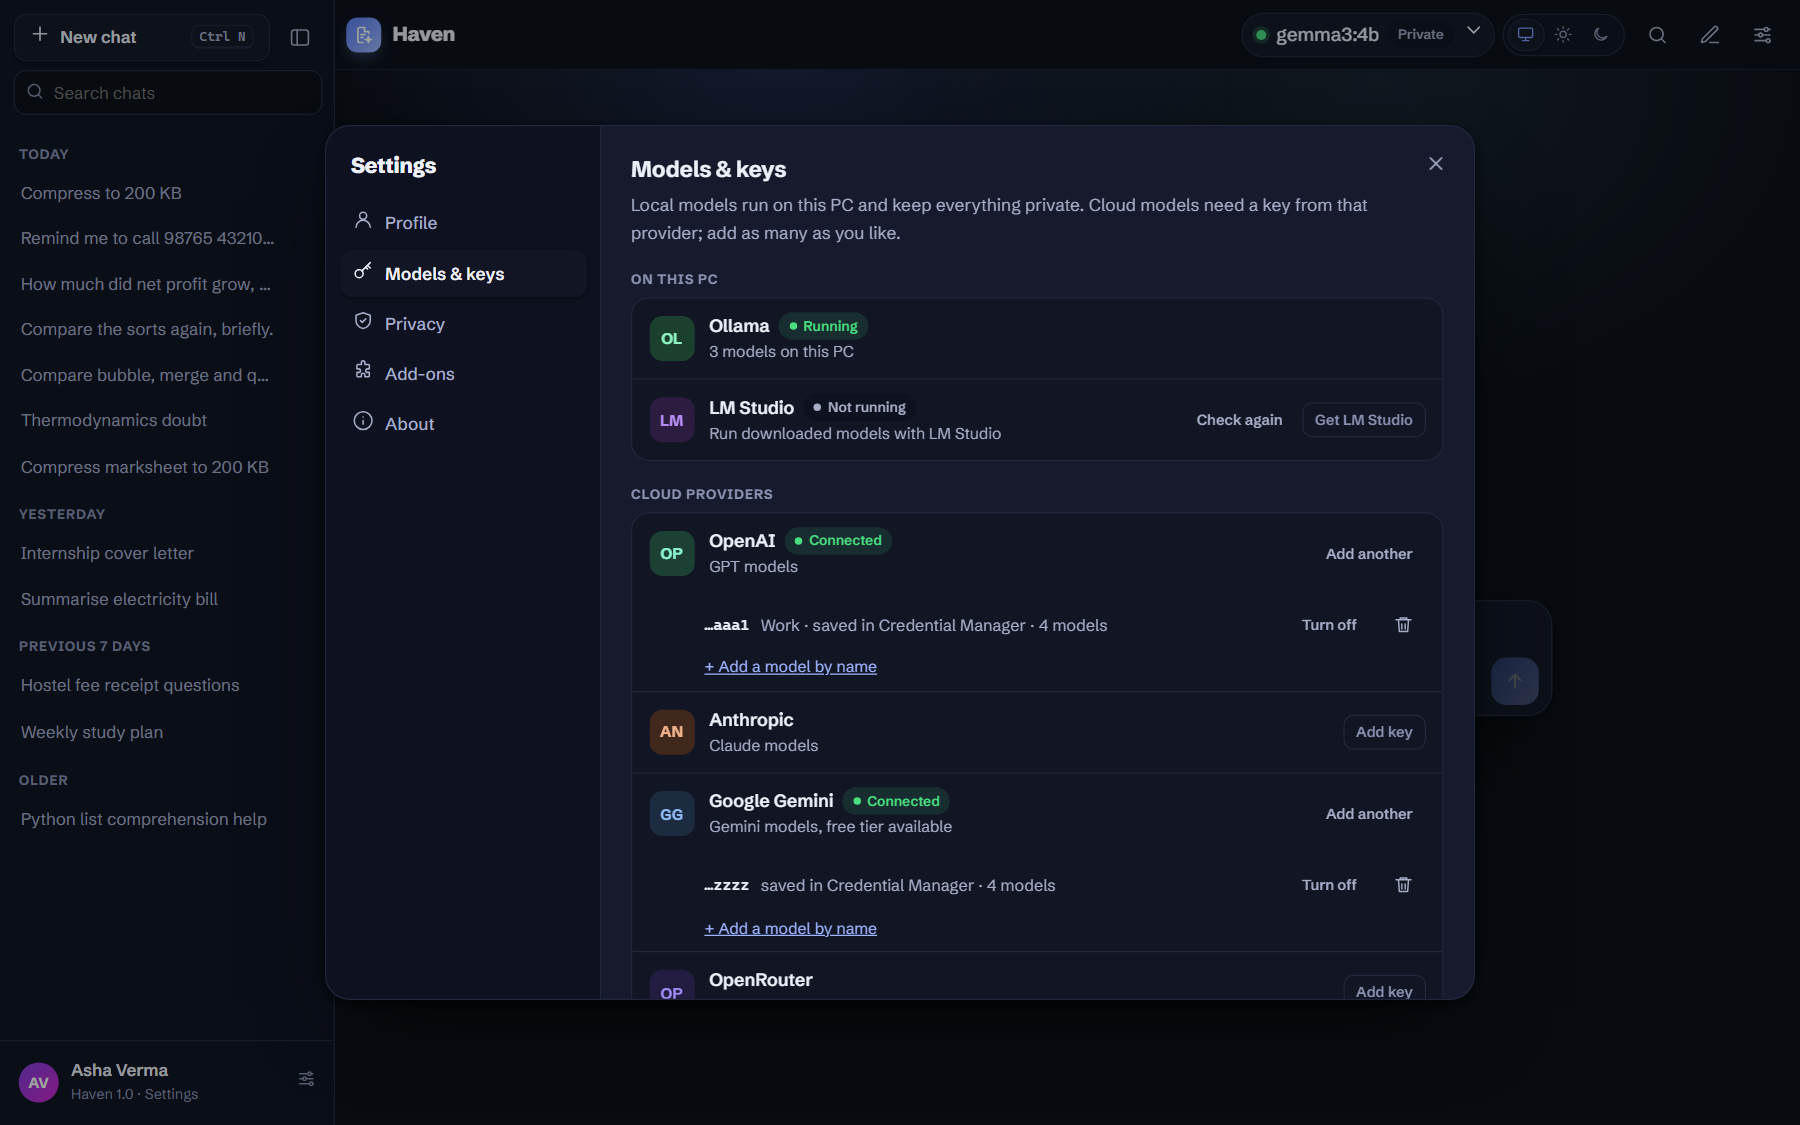 New chat
Ctrl N
Search chats
TODAY
Compress to 200 KB
Remind me to call 98765 43210...
How much did net profit grow, ...
Compare the sorts again, briefly.
Compare bubble, merge and q...
Thermodynamics doubt
Compress marksheet to 200 KB
YESTERDAY
Internship cover letter
Summarise electricity bill
PREVIOUS 7 DAYS
Hostel fee receipt questions
Weekly study plan
OLDER
Python list comprehension help
AV
Asha Verma
Haven 1.0 · Settings
Haven
gemma3:4b
Private
Settings
Profile
Models & keys
Privacy
Add-ons
About
Models & keys
Local models run on this PC and keep everything private. Cloud models need a key from that
provider; add as many as you like.
ON THIS PC
OL
Ollama
Running
3 models on this PC
LM
LM Studio
Not running
Run downloaded models with LM Studio
Check again
Get LM Studio
CLOUD PROVIDERS
OP
OpenAI
Connected
GPT models
Add another
…aaa1 Work · saved in Credential Manager · 4 models
Turn off
+ Add a model by name
AN
Anthropic
Claude models
Add key
GG
Google Gemini
Connected
Gemini models, free tier available
Add another
…zzzz saved in Credential Manager · 4 models
Turn off
+ Add a model by name
OP
OpenRouter
Add key